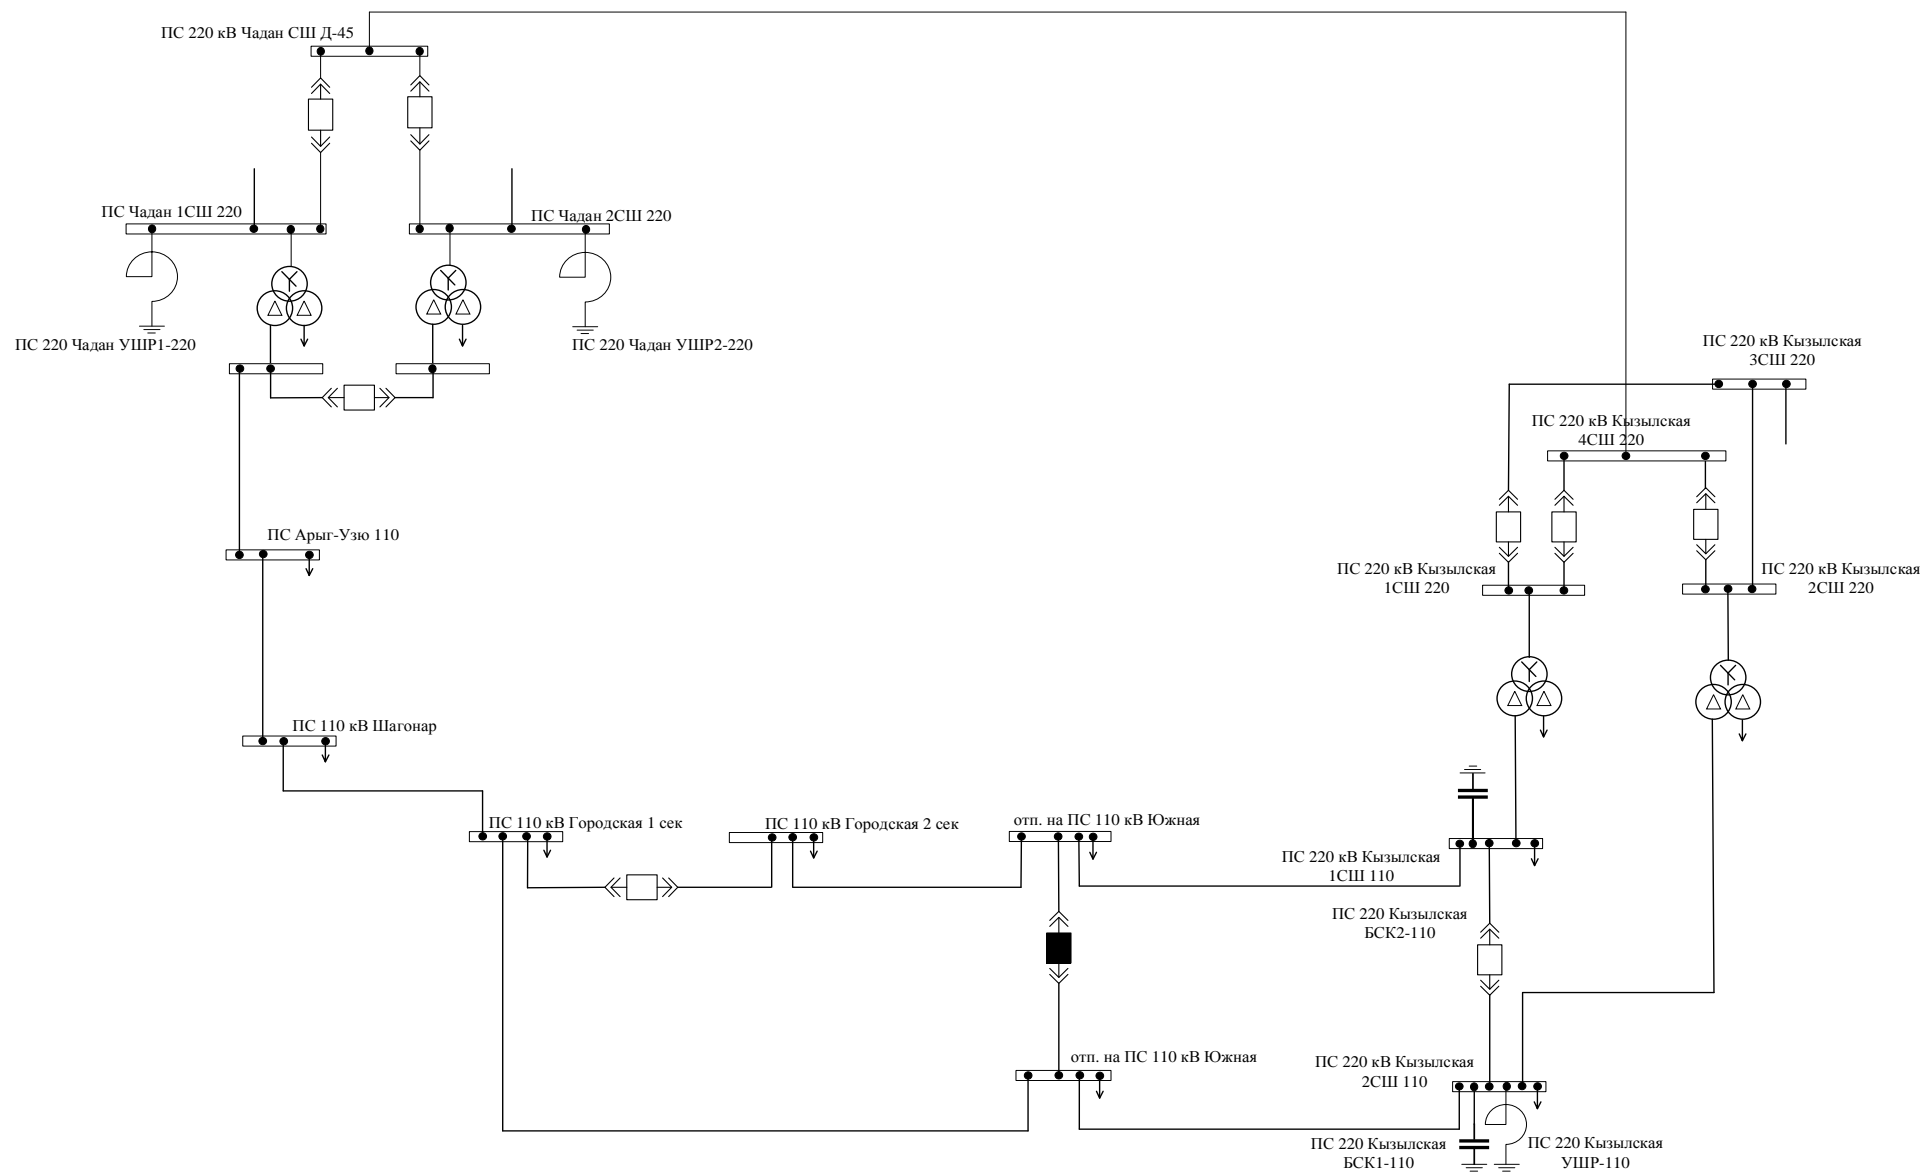 ПС 220 кВ Чадан СШ Д-45
ПС Чадан 1СШ 220
ПС Чадан 2СШ 220
ПС 220 Чадан УШР1-220
ПС 220 Чадан УШР2-220
ПС 220 кВ Кызылская
3СШ 220
ПС 220 кВ Кызылская
4СШ 220
ПС Арыг-Узю 110
ПС 220 кВ Кызылская
1СШ 220
ПС 220 кВ Кызылская
2СШ 220
ПС 110 кВ Шагонар
ПС 110 кВ Городская 1 сек
ПС 110 кВ Городская 2 сек
отп. на ПС 110 кВ Южная
ПС 220 кВ Кызылская
1СШ 110
ПС 220 Кызылская
БСК2-110
отп. на ПС 110 кВ Южная
ПС 220 кВ Кызылская
2СШ 110
ПС 220 Кызылская
БСК1-110
ПС 220 Кызылская
УШР-110